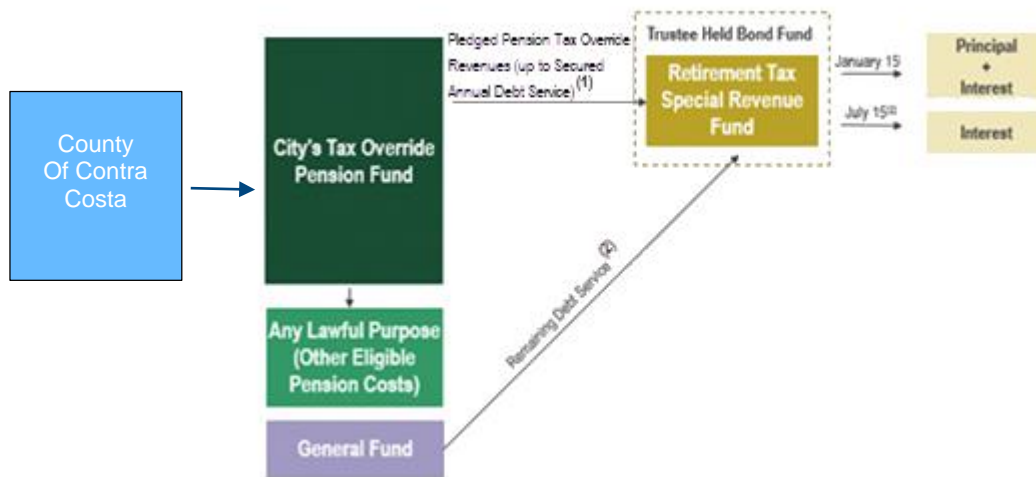 County
Of Contra
Costa
City's Tax Override
Pension Fund
Any Lawful Purpose
(Other Eligible
Pension Costs)
General Fund
Pledged Pension Tax Override
Revenues (up to Secured
Annual Debt Service)(1)
Remaining Debt Service(2)
Trustee Held Bond Fund
Retirement Tax
Special Revenue
Fund
January 15
July 15(2)
Principal
+
Interest
Interest